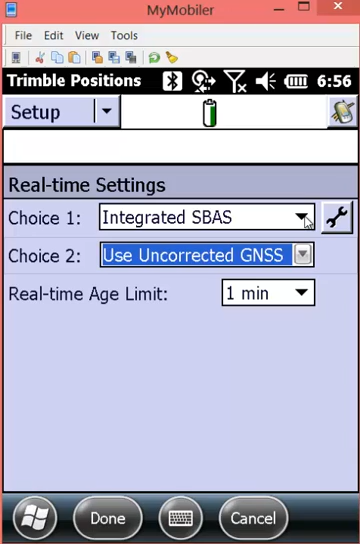 MyMobiler
File Edit View Tools
Trimble Positions 6:56
Setup
Real-time Settings
Choice 1: Integrated SBAS
Choice 2: Use Uncorrected GNSS
Real-time Age Limit: 1 min
Done Cancel